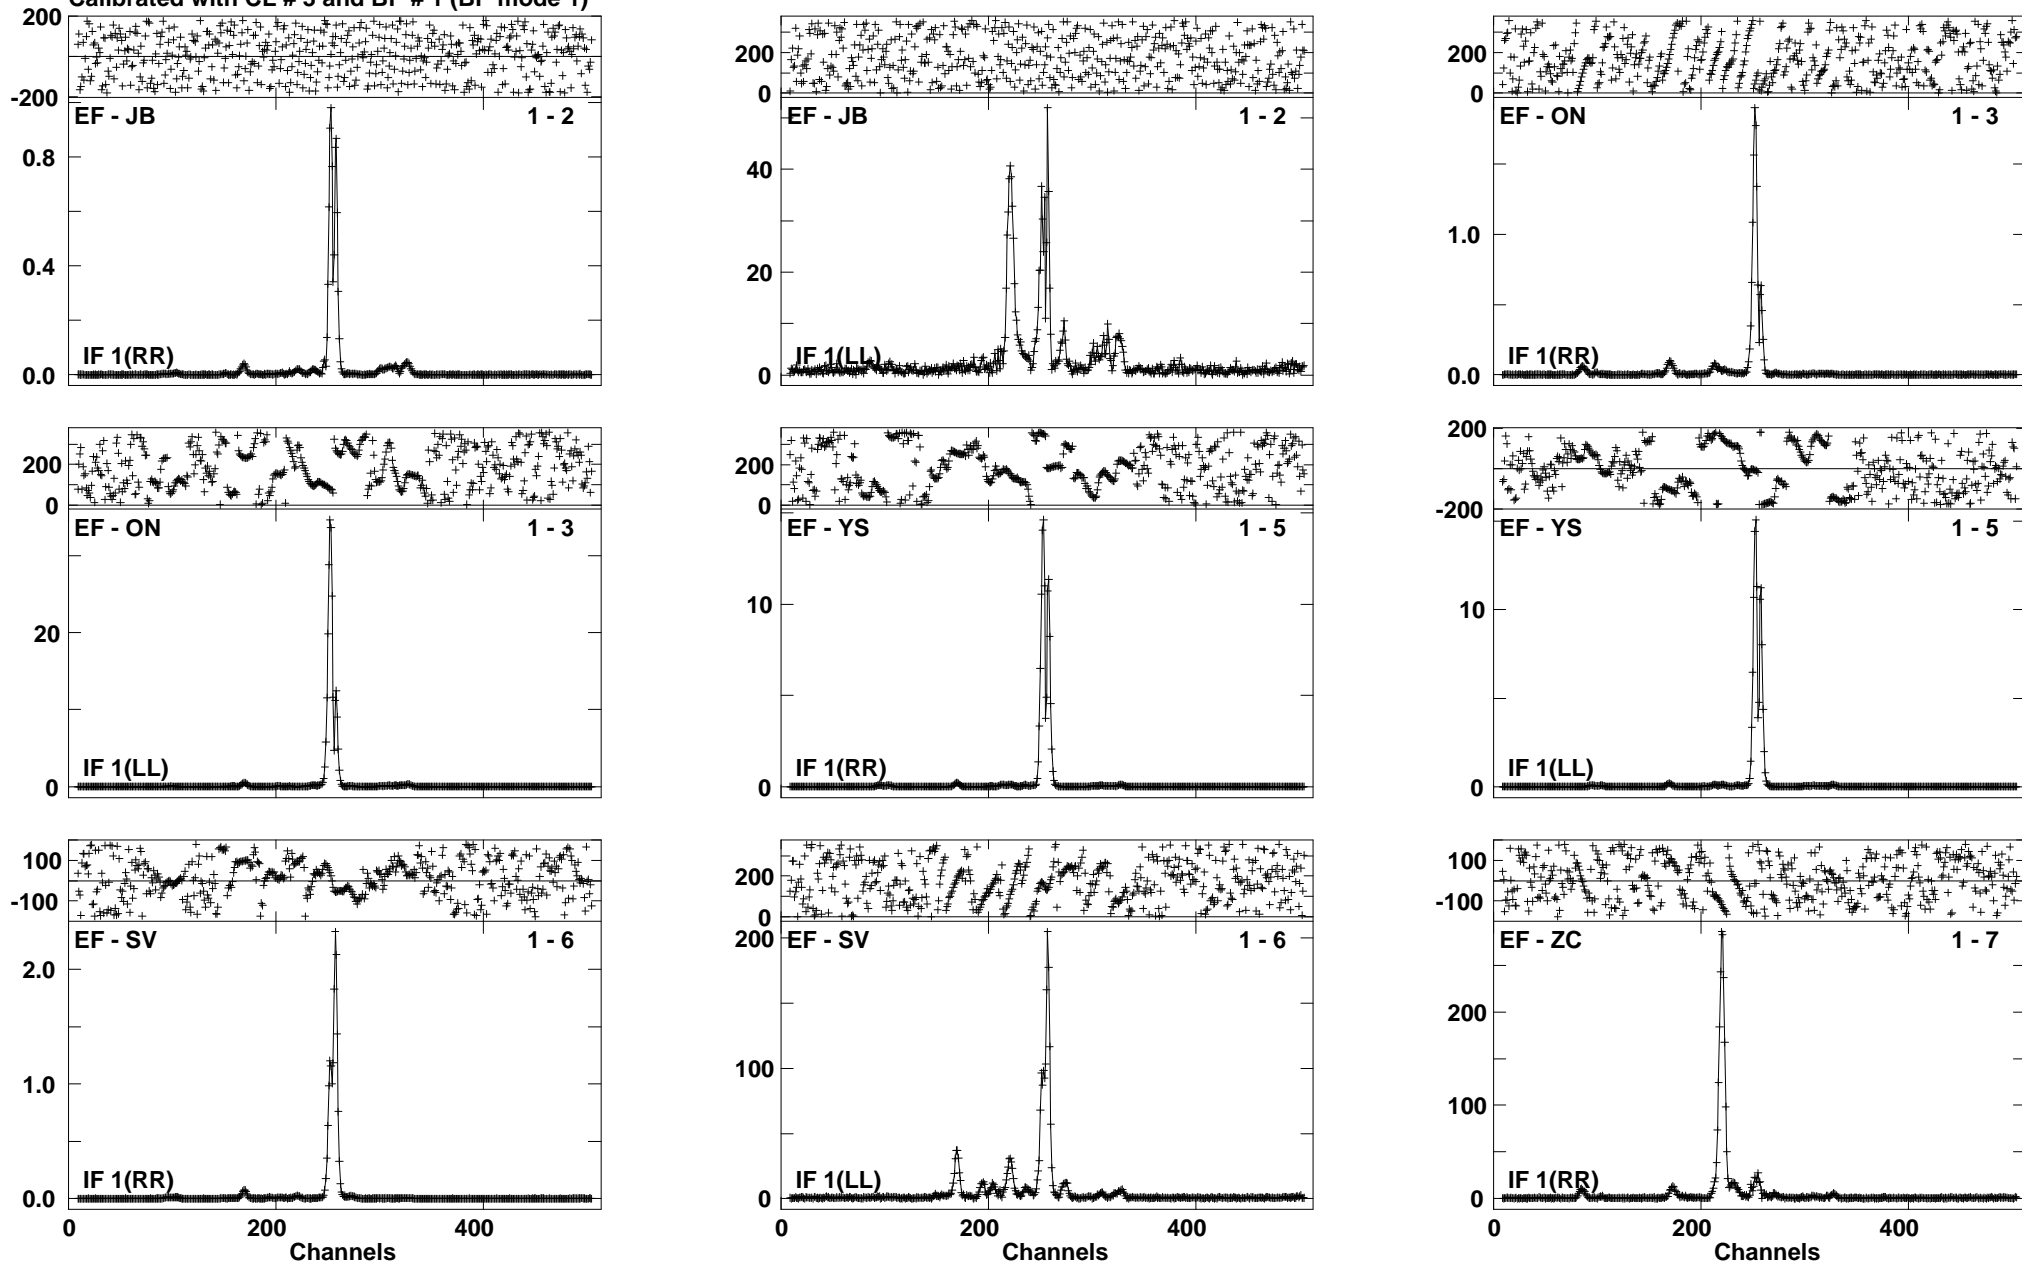 Calibrated with CL # 3 and BP # 1 (BP mode 1)
200
-200
EF - JB 1 - 2
0.8
0.4
0.0
IF 1(RR)
200
0
EF - JB 1 - 2
40
20
0
IF 1(LL)
200
0
EF - ON 1 - 3
1.0
0.0
IF 1(RR)
200
0
EF - ON 1 - 3
20
0
IF 1(LL)
200
0
EF - YS 1 - 5
10
0
IF 1(RR)
200
-200
EF - YS 1 - 5
10
0
IF 1(LL)
100
-100
EF - SV 1 - 6
2.0
1.0
0.0
IF 1(RR)
0 200 400
Channels
200
0
EF - SV 1 - 6
200
100
0
IF 1(LL)
0 200 400
Channels
100
-100
EF - ZC 1 - 7
200
100
0
IF 1(RR)
0 200 400
Channels